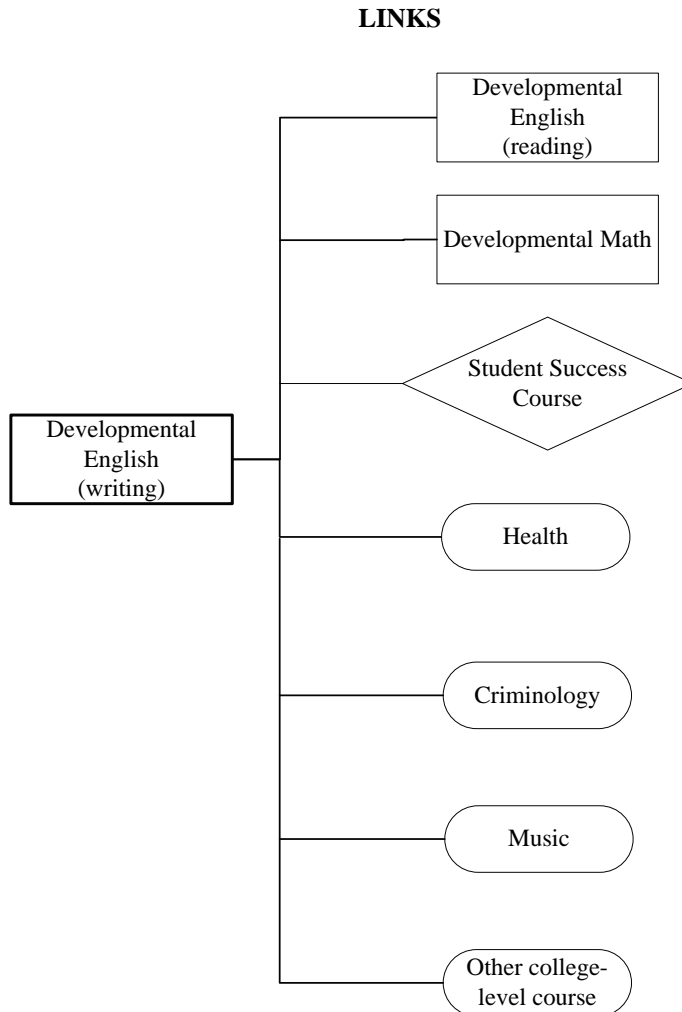 LINKS
Developmental
English
(reading)
Developmental Math
Student Success
Course
Developmental
English
(writing)
Health
Criminology
Music
Other college-
level course